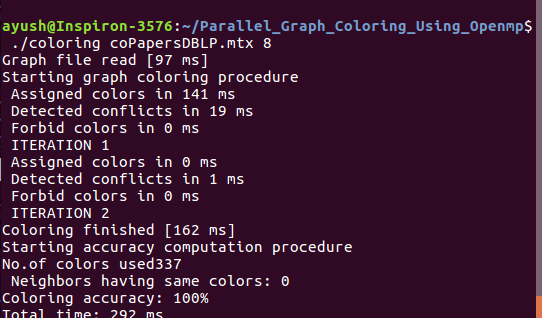 ayush@Inspiron-3576:~/Parallel_Graph_Coloring_Using_Openmp$
./coloring coPapersDBLP.mtx 8
Graph file read [97 ms]
Starting graph coloring procedure
Assigned colors in 141 ms
Detected conflicts in 19 ms
Forbid colors in 0 ms
ITERATION 1
Assigned colors in 0 ms
Detected conflicts in 1 ms
Forbid colors in 0 ms
ITERATION 2
Coloring finished [162 ms]
Starting accuracy computation procedure
No.of colors used337
Neighbors having same colors: 0
Coloring accuracy: 100%
Total time: 292 ms